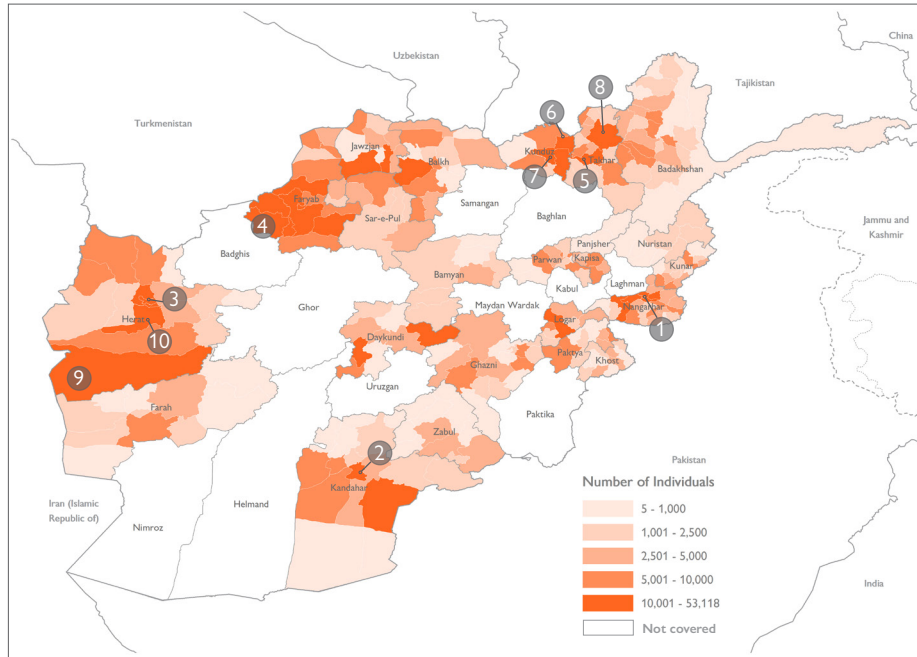 China
Uzbekistan
Tajikistan
Turkmenistan
8
6
Jawzjan
Kunduz
Balkh
Takhar
7
5
Badakhshan
Faryab
Samangan
4
Sar-e-Pul
Baghlan
Jammu and
Kashmir
Badghis
Panjsher
Nuristan
Parwan
Kapisa
Bamyan
Kunar
Laghman
Kabul
Ghor
3
Maydan Wardak
Nangarhar
Herat
Logar
10
1
Daykundi
Paktya
Khost
Ghazni
9
Uruzgan
Farah
Paktika
Zabul
2
Pakistan
Kandahar
Number of Individuals
Iran (Islamic
Republic of)
Helmand
5 - 1,000
Nimroz
1,001 - 2,500
2,501 - 5,000
5,001 - 10,000
India
10,001 - 53,118
Not covered